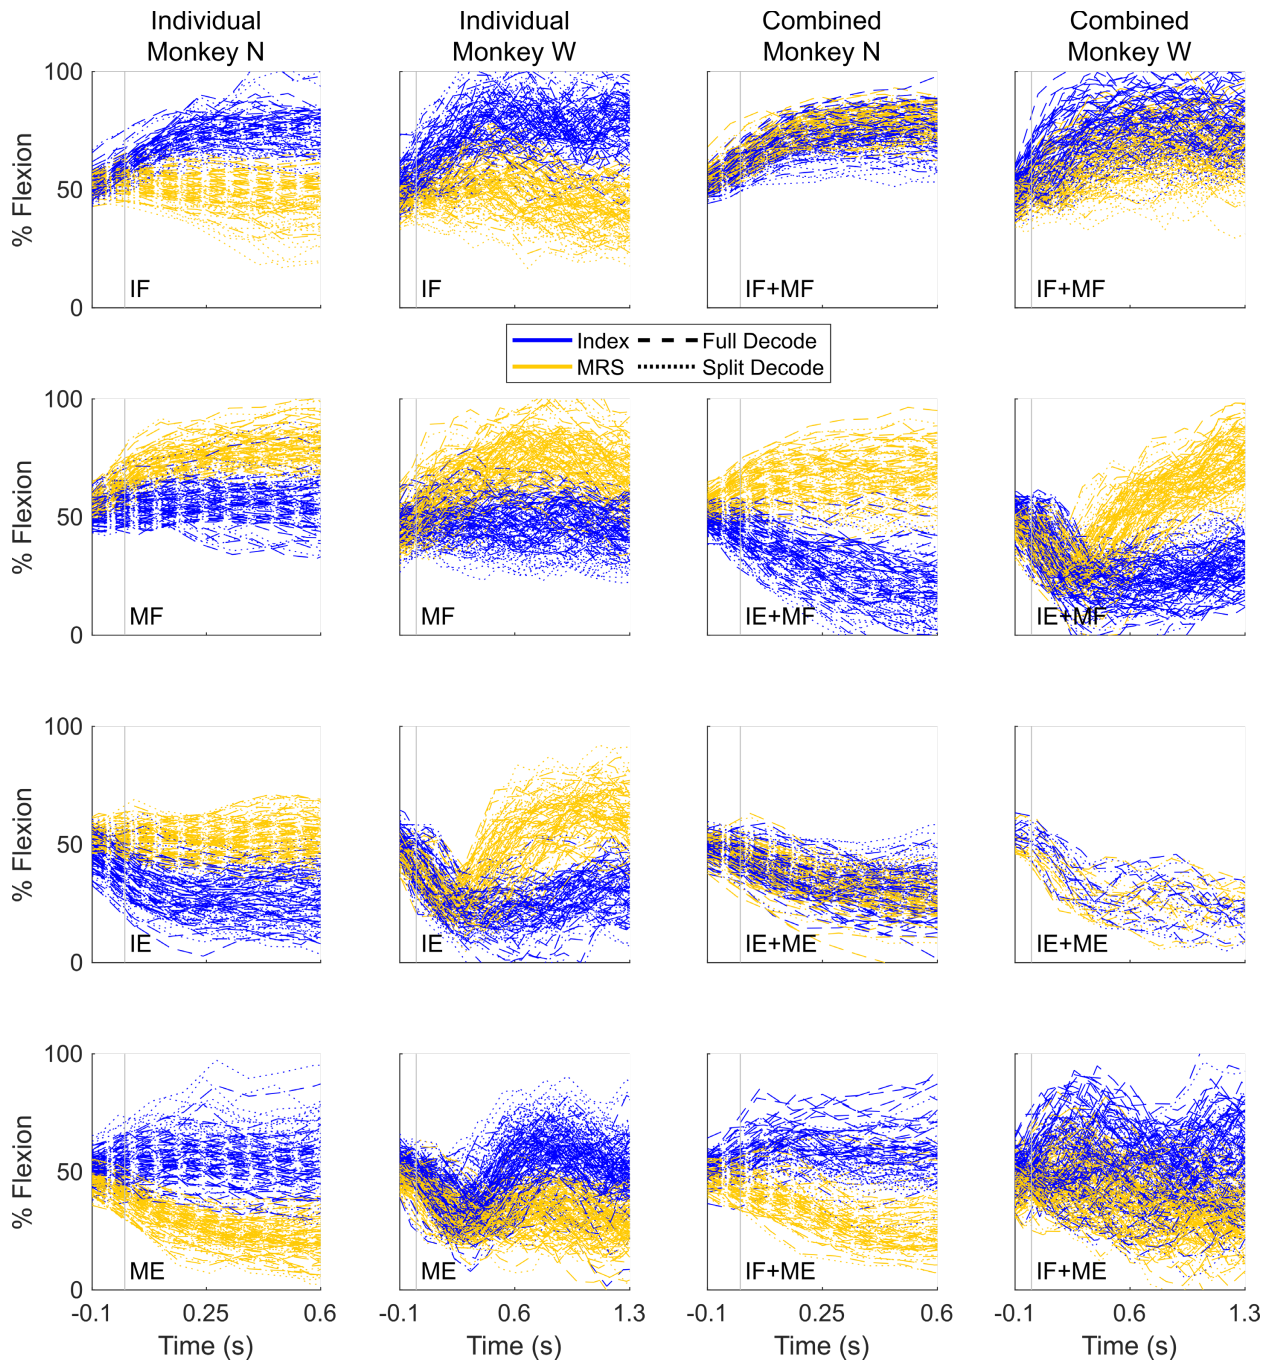 Individual
Monkey N
Individual
Monkey W
Combined
Monkey N
Combined
Monkey W
% Flexion
100
50
0
IF
IF
IF+MF
IF+MF
Index
Full Decode
MRS
Split Decode
% Flexion
100
50
0
MF
MF
IE+MF
IE+MF
% Flexion
100
50
0
IE
IE
IE+ME
IE+ME
% Flexion
100
50
0
ME
ME
IF+ME
IF+ME
-0.1 0.25 0.6
-0.1 0.6 1.3
-0.1 0.25 0.6
-0.1 0.6 1.3
Time (s)
Time (s)
Time (s)
Time (s)